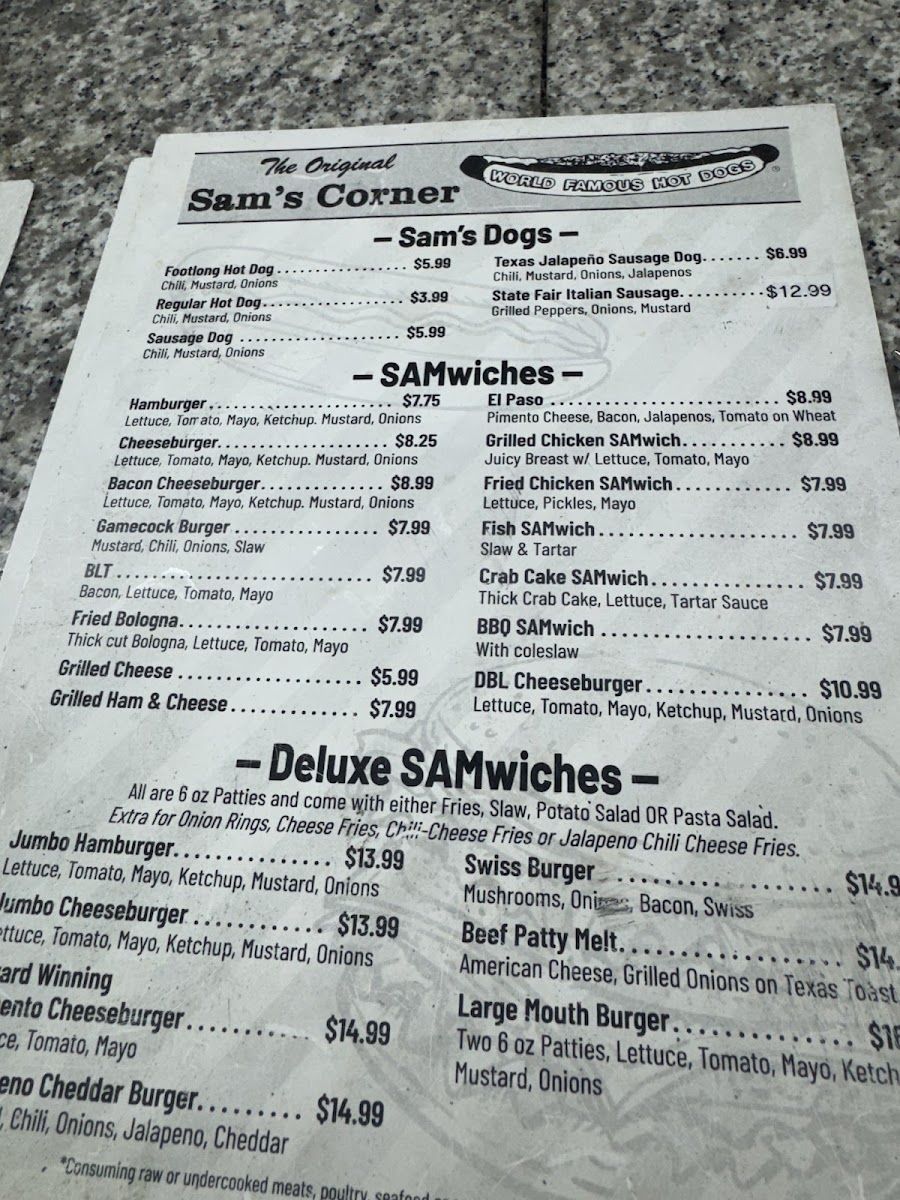 The Original
Sam's Corner
WORLD FAMOUS HOT DOGS
®
– Sam's Dogs –
Footlong Hot Dog................. $5.99
Chili, Mustard, Onions
Regular Hot Dog................... $3.99
Chili, Mustard, Onions
Sausage Dog ..................... $5.99
Chili, Mustard, Onions
Texas Jalapeño Sausage Dog....... $6.99
Chili, Mustard, Onions, Jalapenos
State Fair Italian Sausage..........$12.99
Grilled Peppers, Onions, Mustard
– SAMwiches –
Hamburger....................... $7.75
Lettuce, Tomato, Mayo, Ketchup. Mustard, Onions
Cheeseburger..................... $8.25
Lettuce, Tomato, Mayo, Ketchup. Mustard, Onions
Bacon Cheeseburger............... $8.99
Lettuce, Tomato, Mayo, Ketchup. Mustard, Onions
Gamecock Burger ................ $7.99
Mustard, Chili, Onions, Slaw
BLT ............................ $7.99
Bacon, Lettuce, Tomato, Mayo
Fried Bologna.................... $7.99
Thick cut Bologna, Lettuce, Tomato, Mayo
Grilled Cheese ................... $5.99
Grilled Ham & Cheese............. $7.99
El Paso .......................... $8.99
Pimento Cheese, Bacon, Jalapenos, Tomato on Wheat
Grilled Chicken SAMwich........... $8.99
Juicy Breast w/ Lettuce, Tomato, Mayo
Fried Chicken SAMwich............ $7.99
Lettuce, Pickles, Mayo
Fish SAMwich..................... $7.99
Slaw & Tartar
Crab Cake SAMwich............... $7.99
Thick Crab Cake, Lettuce, Tartar Sauce
BBQ SAMwich .................... $7.99
With coleslaw
DBL Cheeseburger................ $10.99
Lettuce, Tomato, Mayo, Ketchup, Mustard, Onions
– Deluxe SAMwiches –
All are 6 oz Patties and come with either Fries, Slaw, Potato Salad OR Pasta Salad.
Extra for Onion Rings, Cheese Fries, Chili-Cheese Fries or Jalapeno Chili Cheese Fries.
Jumbo Hamburger................ $13.99
Lettuce, Tomato, Mayo, Ketchup, Mustard, Onions
Jumbo Cheeseburger ............. $13.99
ettuce, Tomato, Mayo, Ketchup, Mustard, Onions
ard Winning
ento Cheeseburger........... $14.99
ce, Tomato, Mayo
eno Cheddar Burger......... $14.99
, Chili, Onions, Jalapeno, Cheddar
Swiss Burger .................. $14.9
Mushrooms, Onions, Bacon, Swiss
Beef Patty Melt................... $14.
American Cheese, Grilled Onions on Texas Toast
Large Mouth Burger.............. $1
Two 6 oz Patties, Lettuce, Tomato, Mayo, Ketch
Mustard, Onions
*Consuming raw or undercooked meats, poultry, seafood